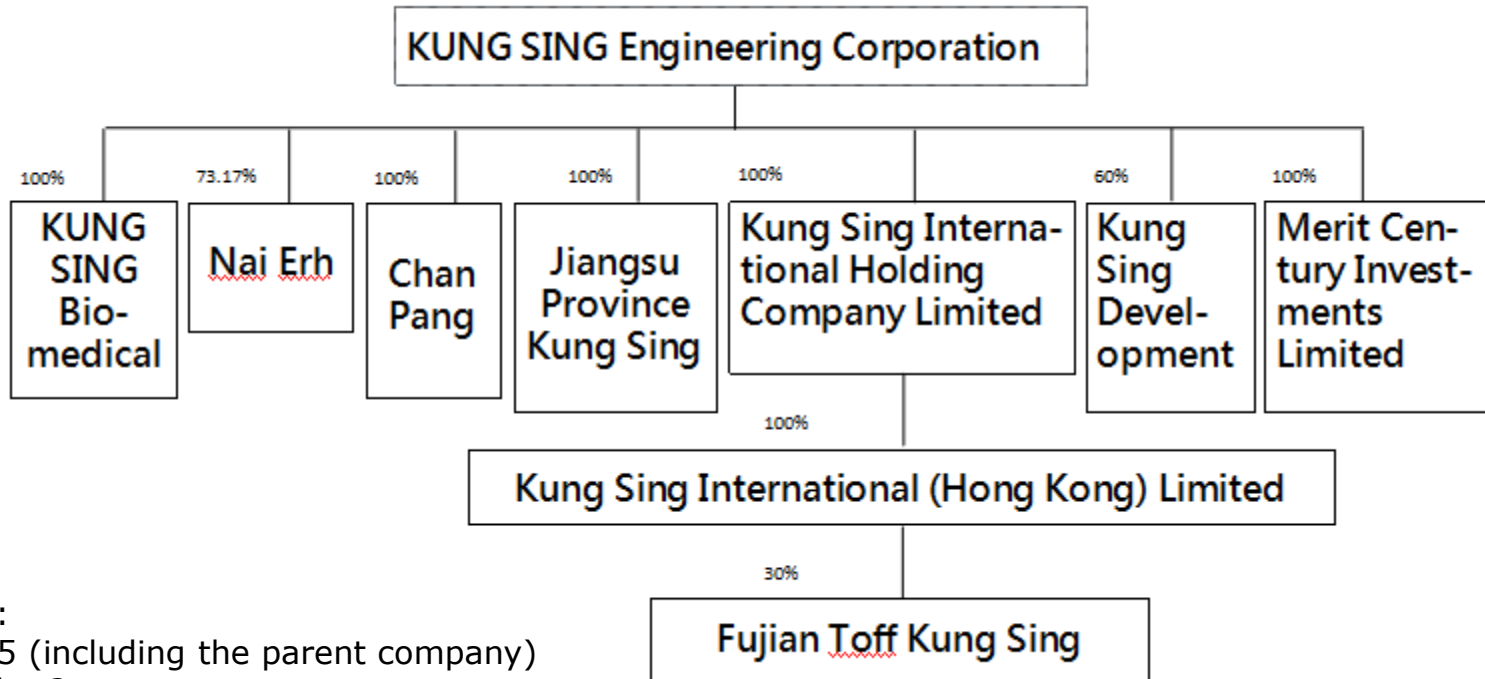 KUNG SING Engineering Corporation
100%
73.17%
100%
100%
100%
60%
100%
KUNG
SING
Bio-
medical
Nai Erh
Chan
Pang
Jiangsu
Province
Kung Sing
Kung Sing Interna-
tional Holding
Company Limited
Kung
Sing
Devel-
opment
Merit Cen-
tury Invest-
ments
Limited
100%
Kung Sing International (Hong Kong) Limited
30%
Fujian Toff Kung Sing
:
5 (including the parent company)